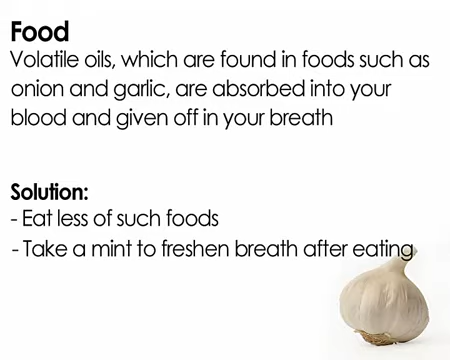 Food
Volatile oils, which are found in foods such as
onion and garlic, are absorbed into your
blood and given off in your breath
Solution:
- Eat less of such foods
- Take a mint to freshen breath after eating